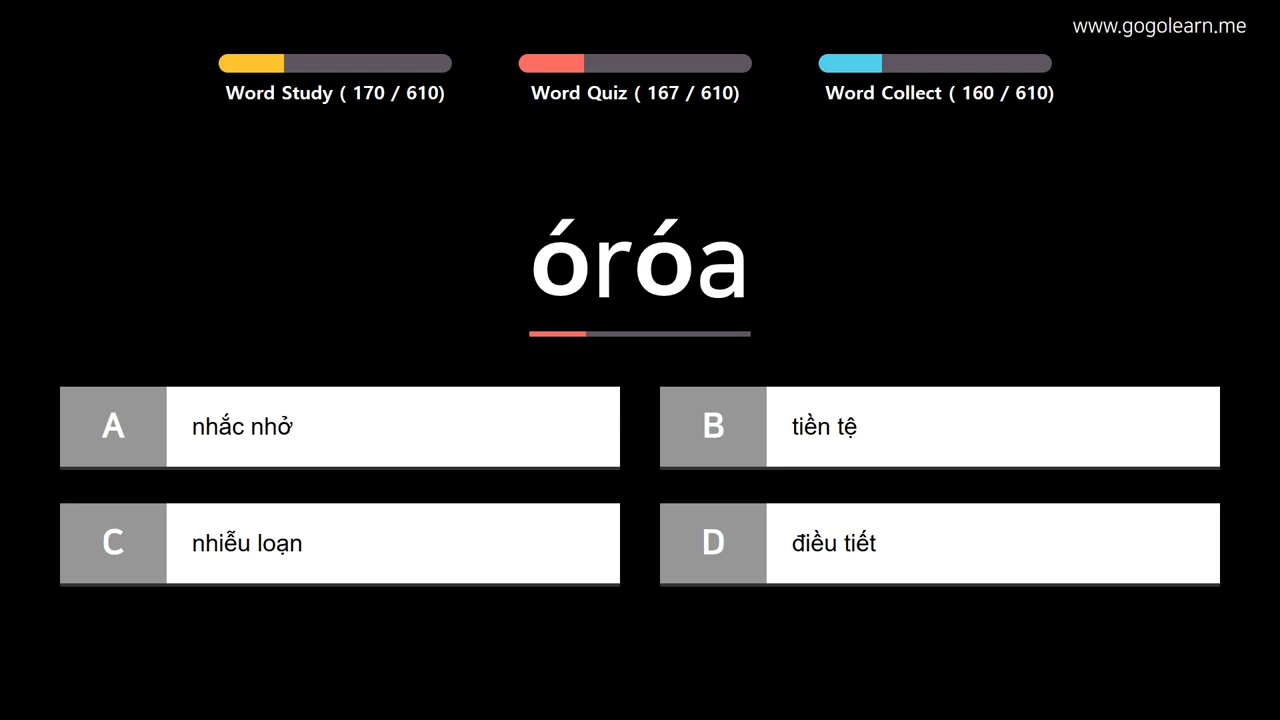 www.gogolearn.me
Word Study ( 170 / 610)
Word Quiz ( 167 / 610)
Word Collect ( 160 / 610)
óróa
A nhắc nhở
B tiền tệ
C nhiễu loạn
D điều tiết